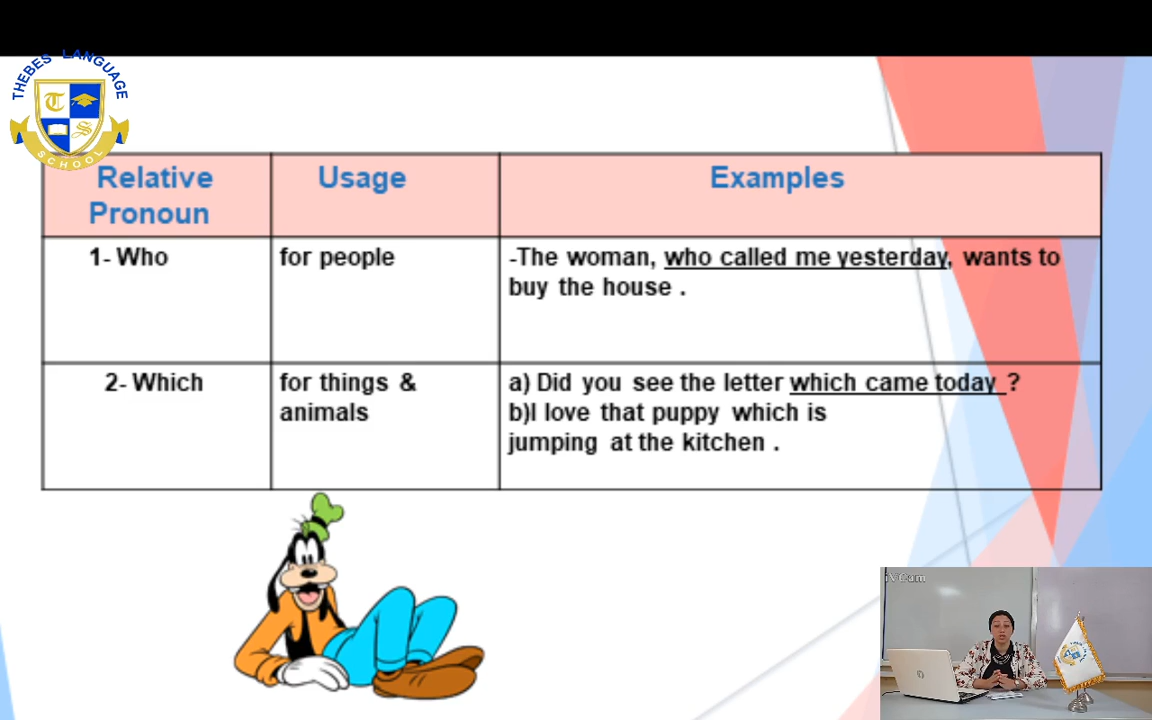 THEBES LANGUAGE
SCHOOL
Relative
Pronoun
Usage
Examples
1- Who
for people
-The woman, who called me yesterday, wants to
buy the house .
2- Which
for things &
animals
a) Did you see the letter which came today ?
b)I love that puppy which is
jumping at the kitchen .
iVCam